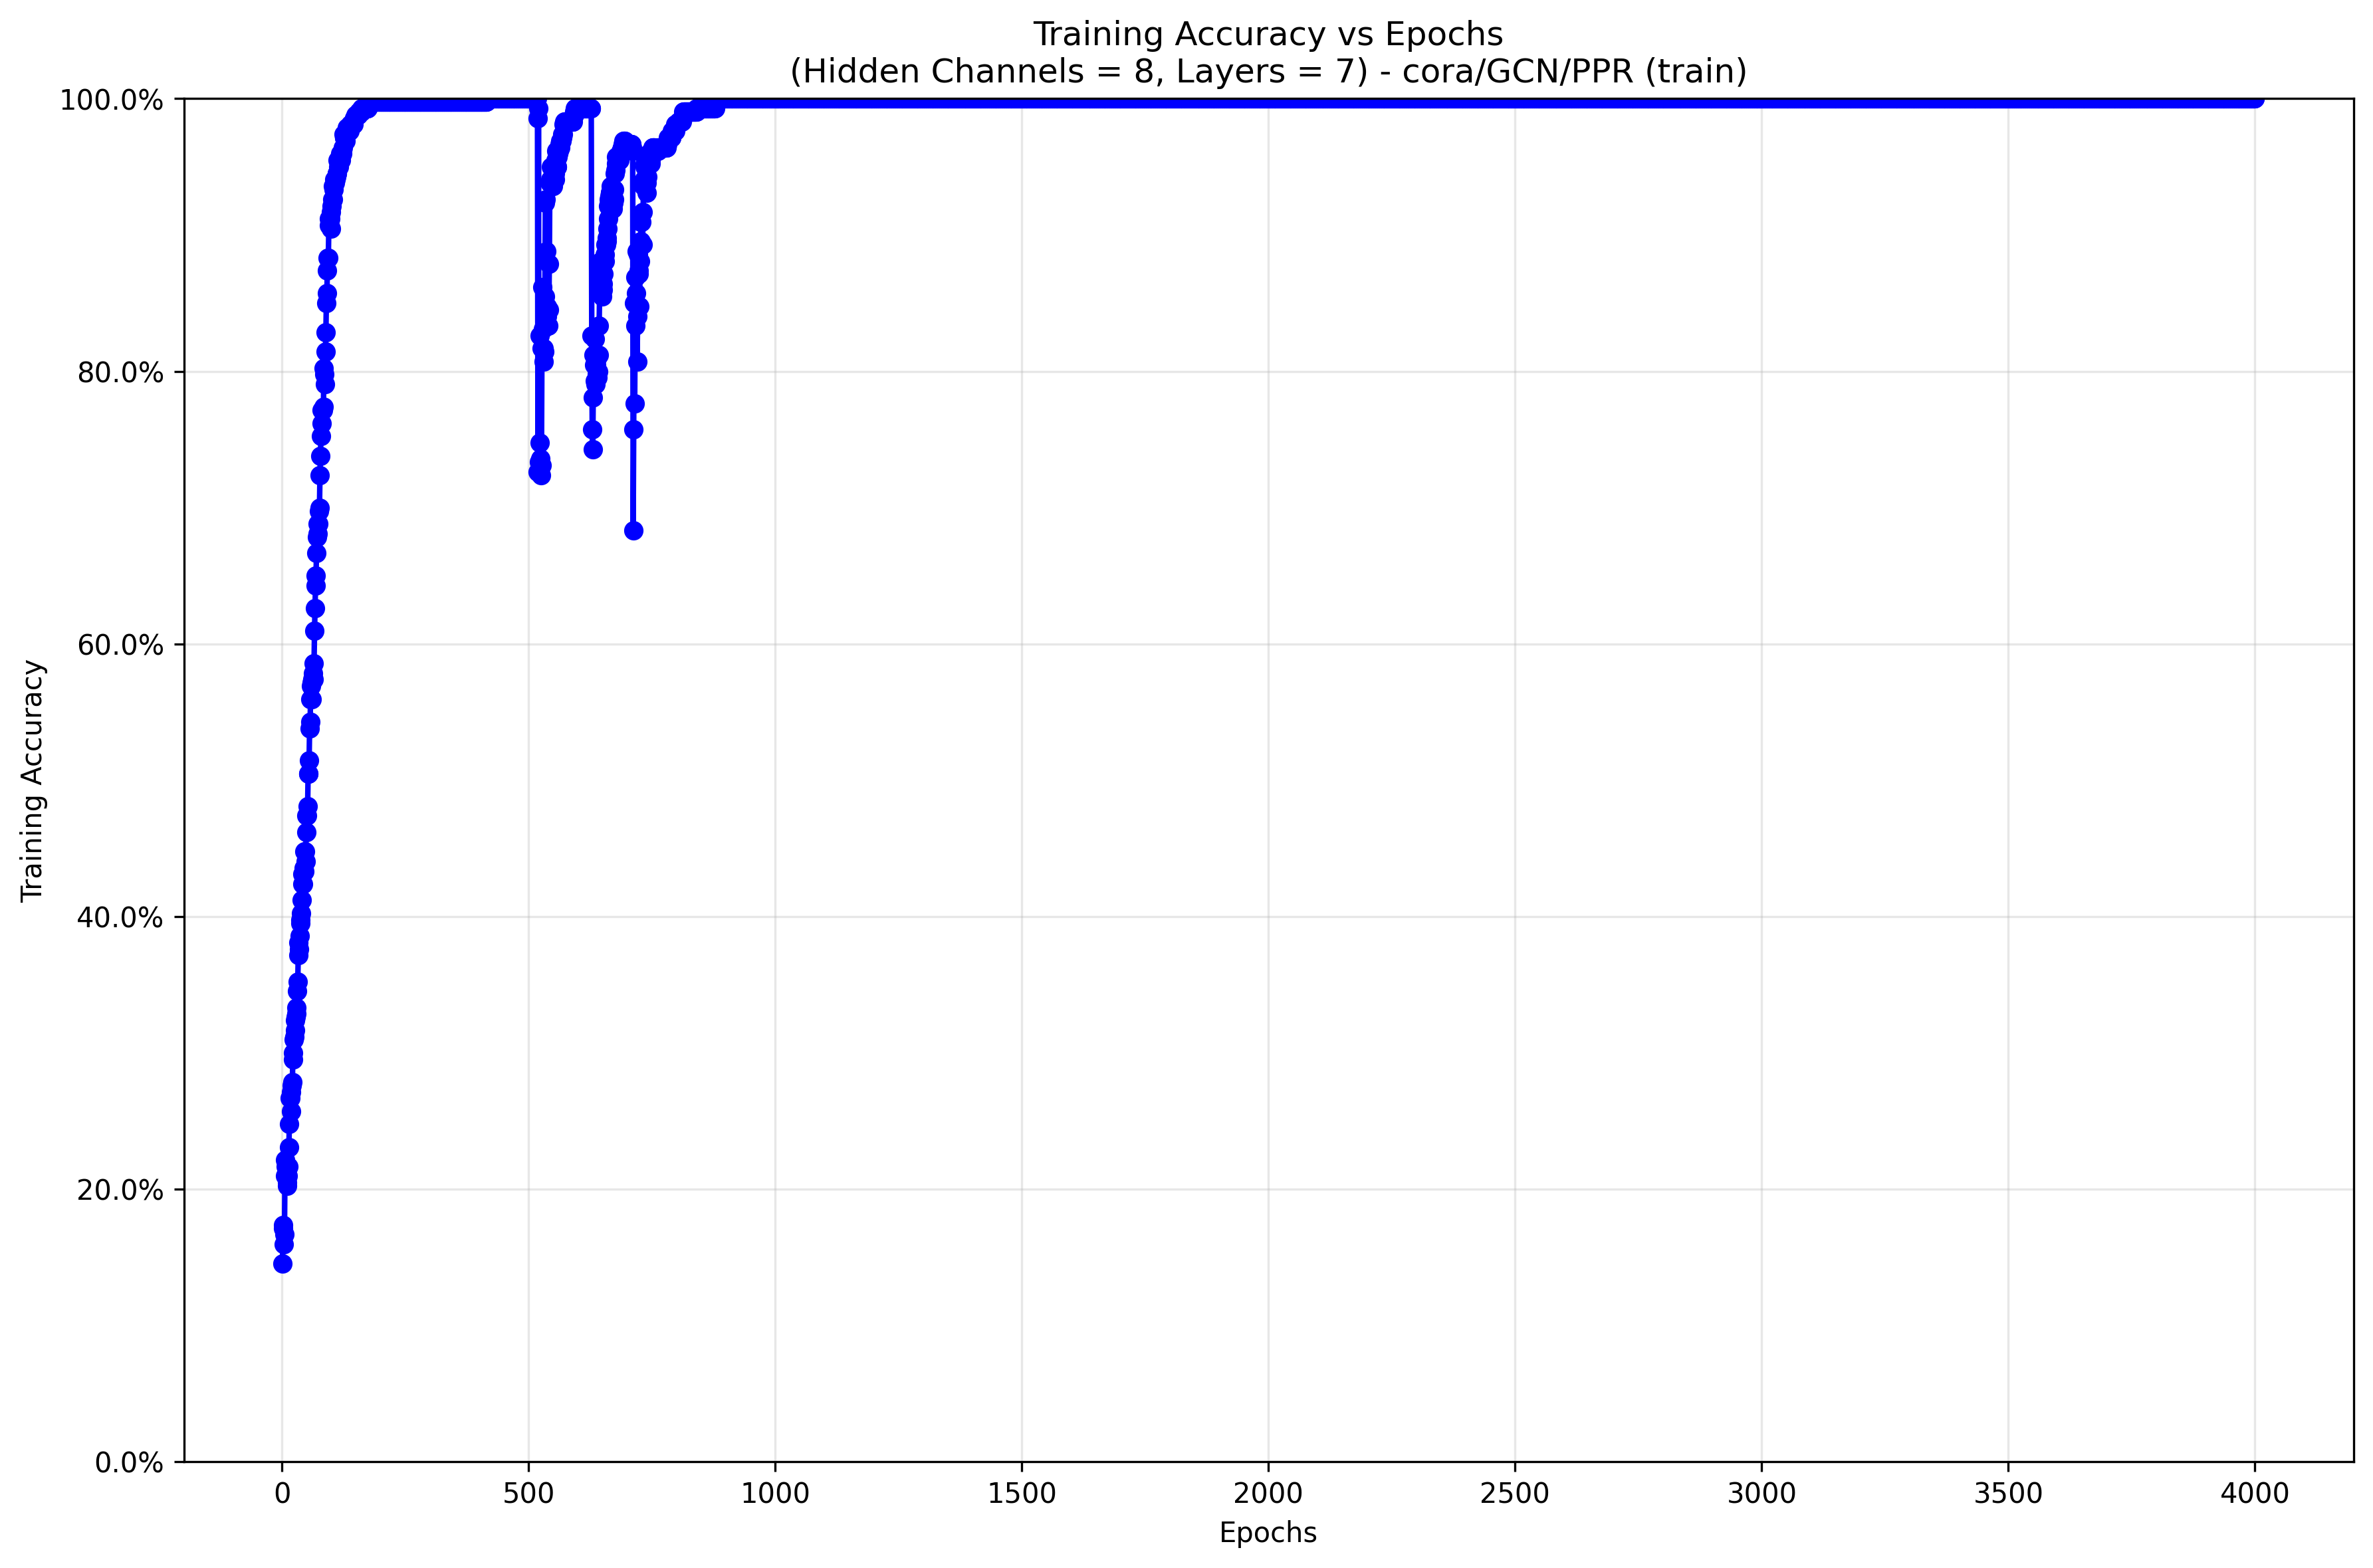 Training Accuracy vs Epochs
(Hidden Channels = 8, Layers = 7) - cora/GCN/PPR (train)
100.0%
80.0%
60.0%
40.0%
20.0%
0.0%
Training Accuracy
0 500 1000 1500 2000 2500 3000 3500 4000
Epochs